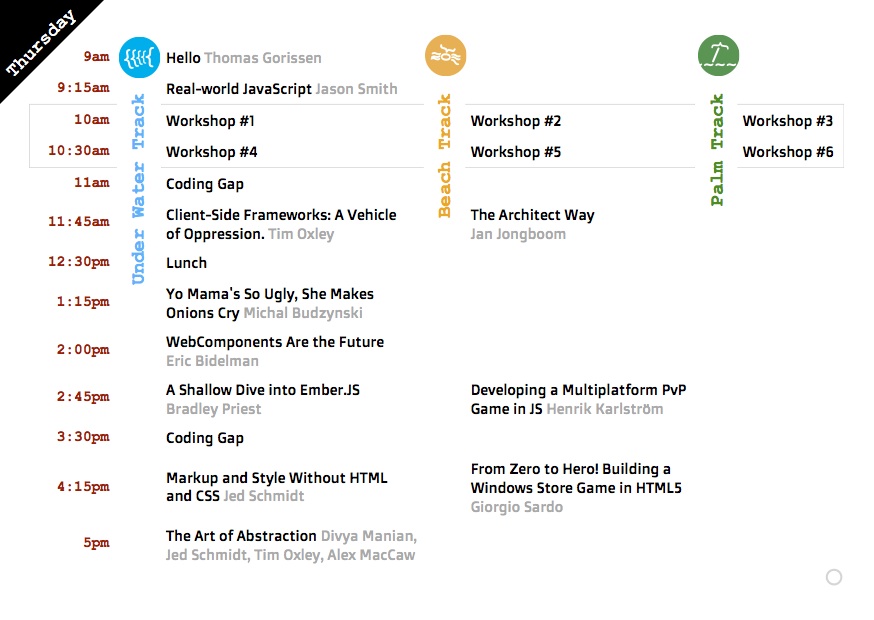 Thursday
9am Hello Thomas Gorissen
9:15am Real-world JavaScript Jason Smith
Under Water Track
Beach Track
Palm Track
10am Workshop #1 Workshop #2 Workshop #3
10:30am Workshop #4 Workshop #5 Workshop #6
11am Coding Gap
11:45am
Client-Side Frameworks: A Vehicle
of Oppression. Tim Oxley
The Architect Way
Jan Jongboom
12:30pm Lunch
1:15pm
Yo Mama's So Ugly, She Makes
Onions Cry Michal Budzynski
2:00pm
WebComponents Are the Future
Eric Bidelman
2:45pm
A Shallow Dive into Ember.JS
Bradley Priest
Developing a Multiplatform PvP
Game in JS Henrik Karlström
3:30pm Coding Gap
4:15pm
Markup and Style Without HTML
and CSS Jed Schmidt
From Zero to Hero! Building a
Windows Store Game in HTML5
Giorgio Sardo
5pm
The Art of Abstraction Divya Manian,
Jed Schmidt, Tim Oxley, Alex MacCaw